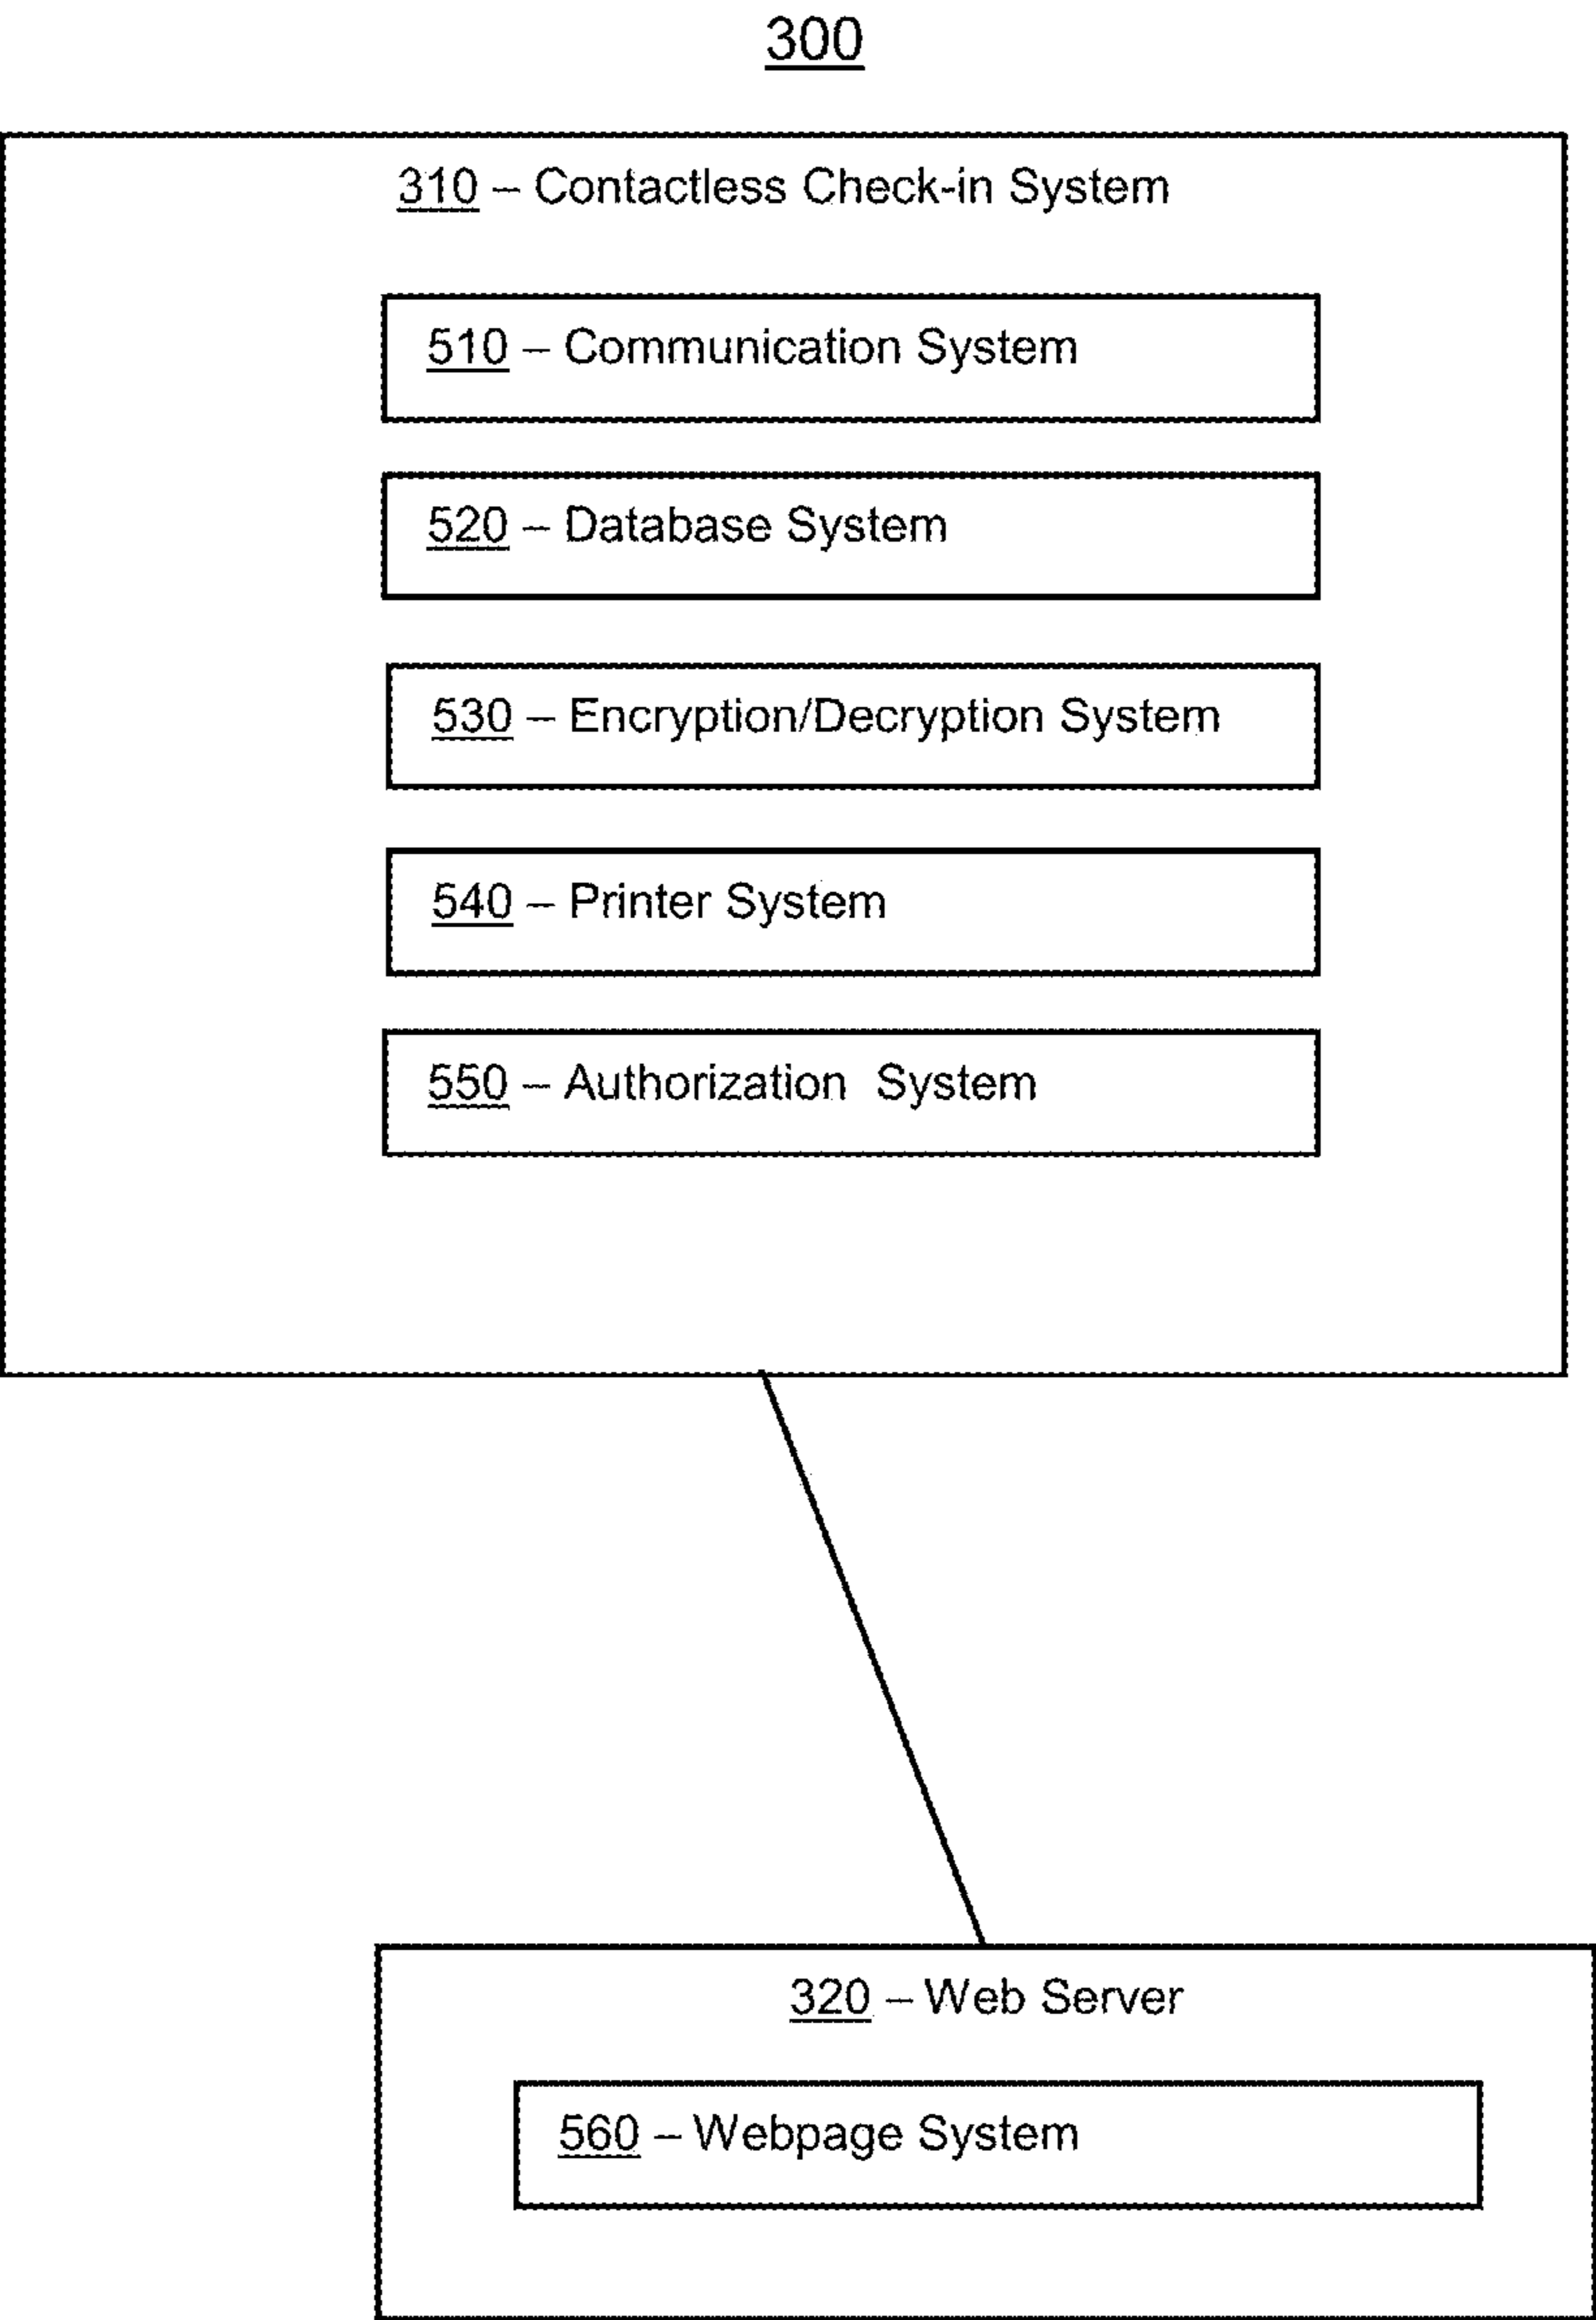 300
310 – Contactless Check-in System
510 – Communication System
520 – Database System
530 – Encryption/Decryption System
540 – Printer System
550 – Authorization System
320 – Web Server
560 – Webpage System